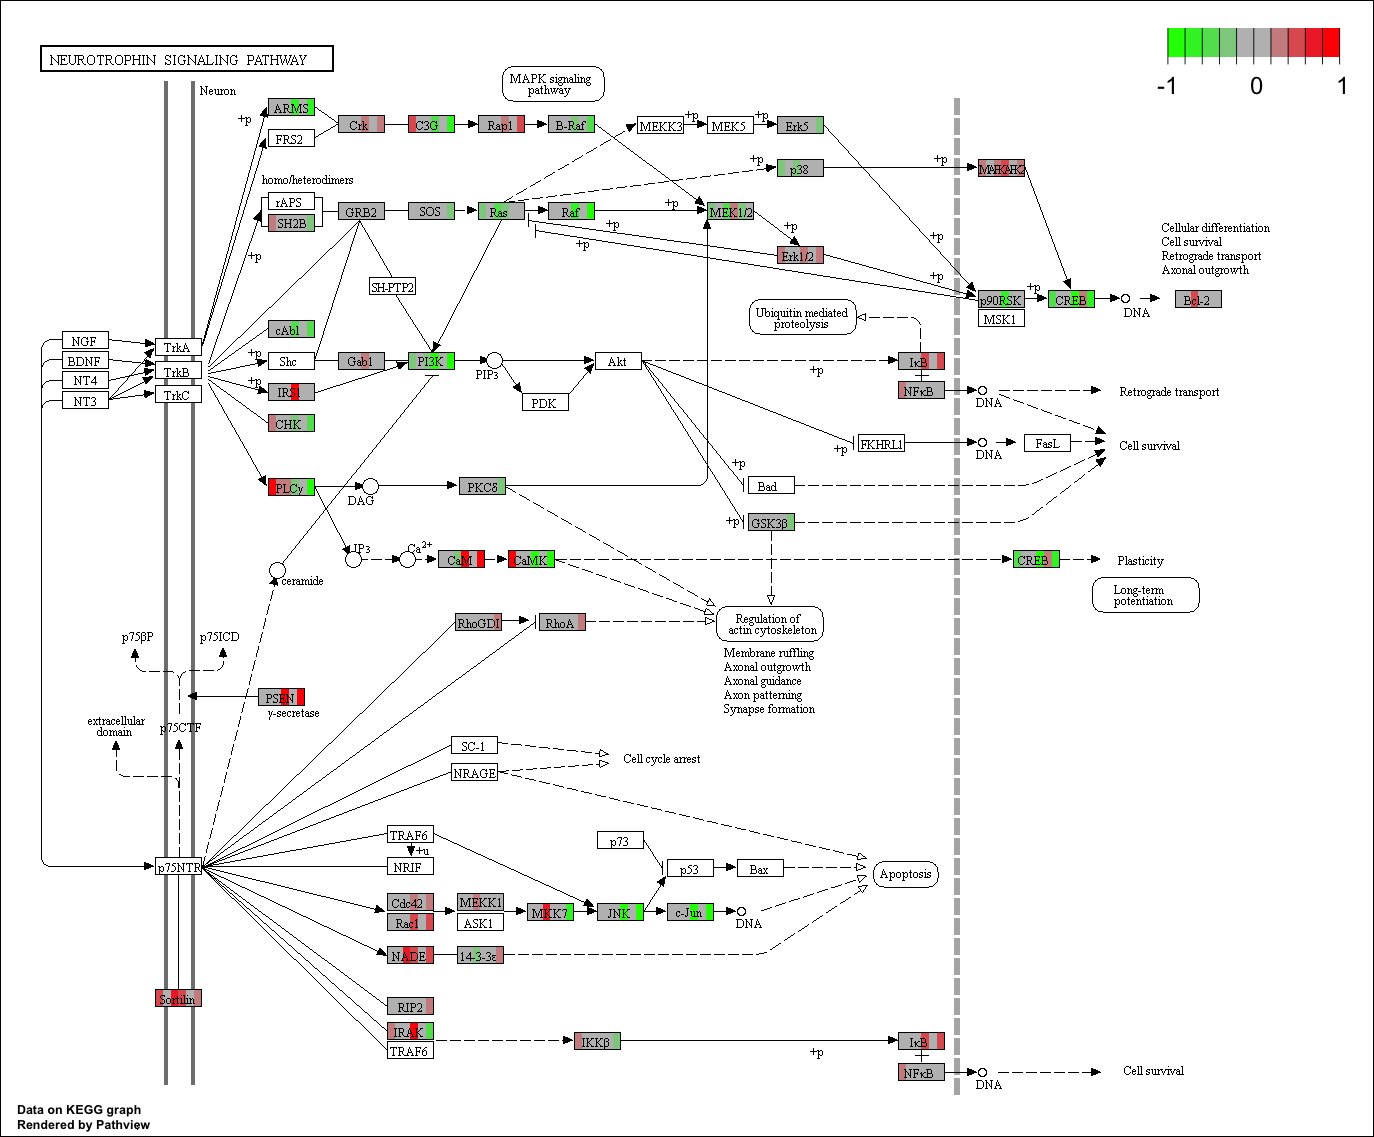 NEUROTROPHIN SIGNALING PATHWAY
-1 0 1
Neuron
MAPK signaling
pathway
ARMS
+p
FRS2
Crk
C3G
Rap1
B-Raf
MEKK3
+p
MEK5
+p
Erk5
+p
p38
+p
MAPKAPK2
homo/heterodimers
rAPS
SH2B
GRB2
SOS
Ras
Raf
+p
MEK1/2
+p
+p
+p
Erk1/2
+p
+p
+p
SH-PTP2
p90RSK
+p
CREB
MSK1
DNA
Bcl-2
Cellular differentiation
Cell survival
Retrograde transport
Axonal outgrowth
Ubiquitin mediated
proteolysis
NGF
BDNF
NT4
NT3
TrkA
TrkB
TrkC
cAbl
+p
Shc
Gab1
PI3K
PIP3
Akt
+p
IκB
+p
IRS1
PDK
NFκB
DNA
Retrograde transport
CHK
FKHRL1
+p
DNA
FasL
Cell survival
PLCγ
DAG
PKCδ
+p
Bad
+p
GSK3β
IP3
Ca2+
CaM
CaMK
CREB
Plasticity
Long-term
potentiation
ceramide
RhoGDI
RhoA
Regulation of
actin cytoskeleton
Membrane ruffling
Axonal outgrowth
Axonal guidance
Axon patterning
Synapse formation
p75βP
p75ICD
PSEN
γ-secretase
extracellular
domain
p75CTF
SC-1
NRAGE
Cell cycle arrest
p75NTR
TRAF6
+u
NRIF
p73
p53
Bax
Apoptosis
Cdc42
Rac1
MEKK1
ASK1
MKK7
JNK
c-Jun
DNA
NADE
14-3-3ε
Sortilin
RIP2
IRAK
TRAF6
IKKβ
+p
IκB
NFκB
DNA
Cell survival
Data on KEGG graph
Rendered by Pathview